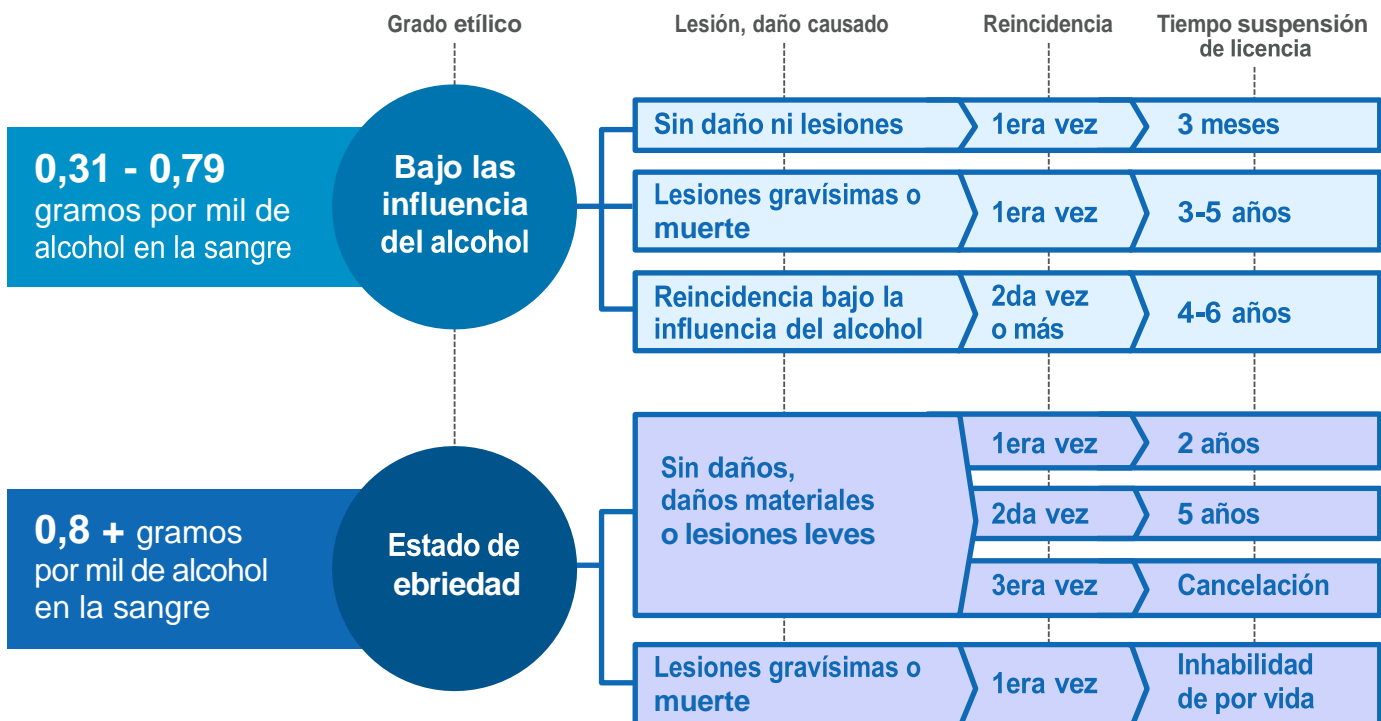 Grado etílico
Lesión, daño causado
Reincidencia
Tiempo suspensión
de licencia
0,31 - 0,79
gramos por mil de
alcohol en la sangre
Bajo las
influencia
del alcohol
Sin daño ni lesiones
1era vez
3 meses
Lesiones gravísimas o
muerte
1era vez
3-5 años
Reincidencia bajo la
influencia del alcohol
2da vez
o más
4-6 años
0,8 + gramos
por mil de alcohol
en la sangre
Estado de
ebriedad
Sin daños,
daños materiales
o lesiones leves
1era vez
2 años
2da vez
5 años
3era vez
Cancelación
Lesiones gravísimas o
muerte
1era vez
Inhabilidad
de por vida